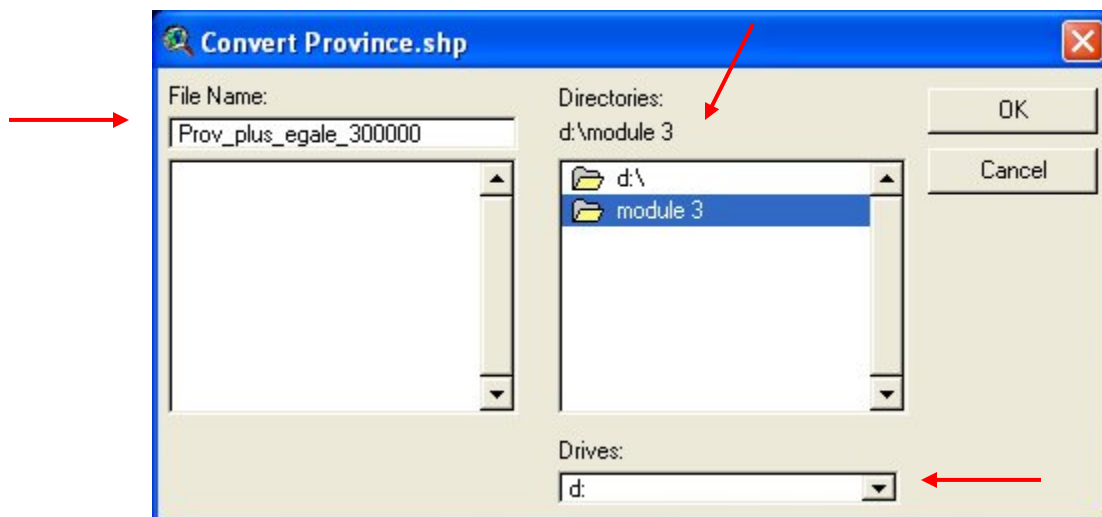 Convert Province.shp
File Name:
Prov_plus_egale_300000
Directories:
d:\module 3
d:\
module 3
OK
Cancel
Drives:
d: